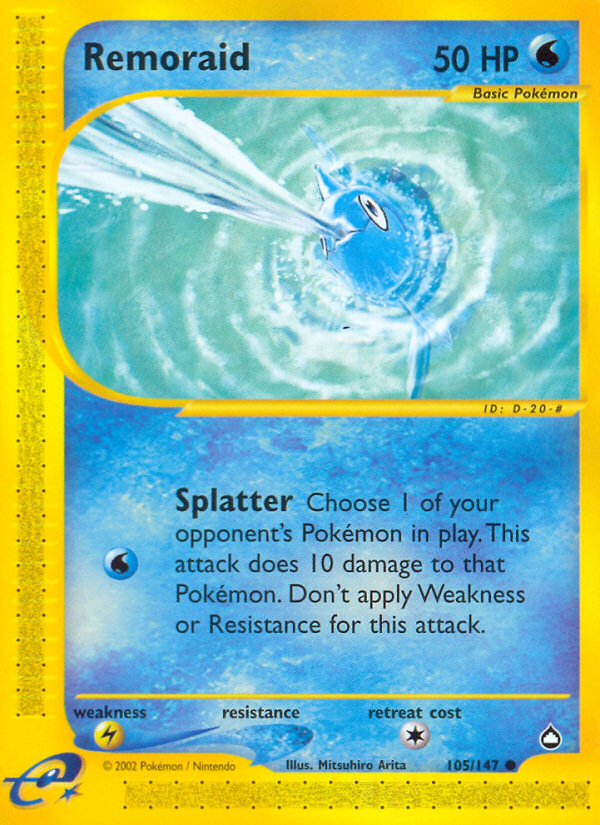 Remoraid 50 HP
Basic Pokémon
ID: D-20-#
Splatter Choose 1 of your
opponent's Pokémon in play. This
attack does 10 damage to that
Pokémon. Don't apply Weakness
or Resistance for this attack.
weakness resistance retreat cost
© 2002 Pokémon / Nintendo Illus. Mitsuhiro Arita 105/147
e